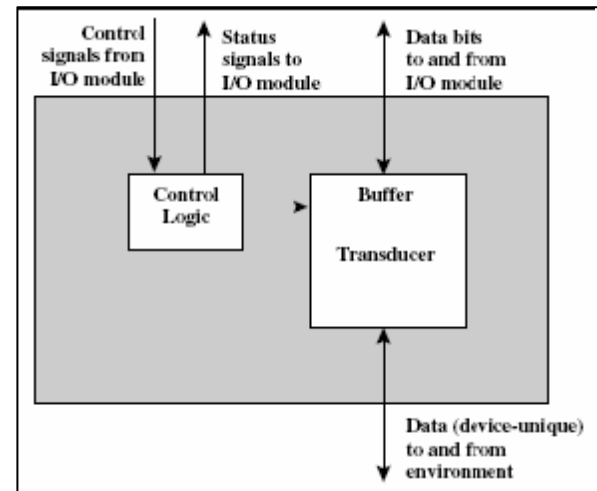 Control
signals from
I/O module
Status
signals to
I/O module
Data bits
to and from
I/O module
Control
Logic
Buffer
Transducer
Data (device-unique)
to and from
environment